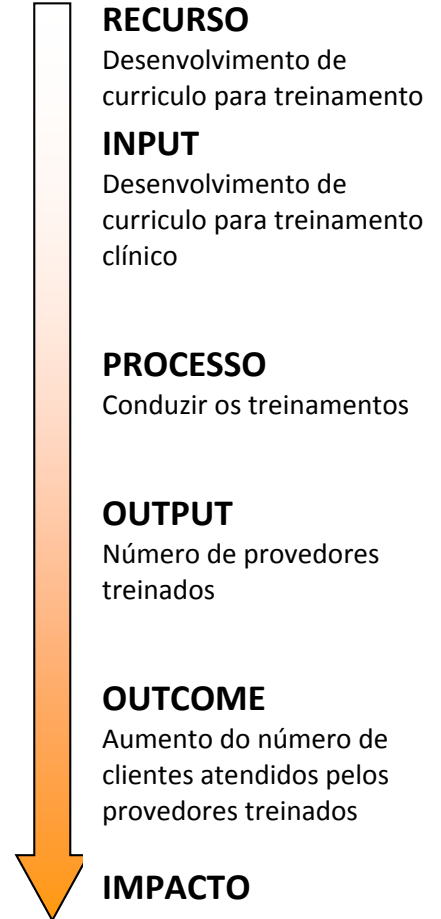 RECURSO
Desenvolvimento de
curriculo para treinamento
INPUT
Desenvolvimento de
curriculo para treinamento
clínico
PROCESSO
Conduzir os treinamentos
OUTPUT
Número de provedores
treinados
OUTCOME
Aumento do número de
clientes atendidos pelos
provedores treinados
IMPACTO